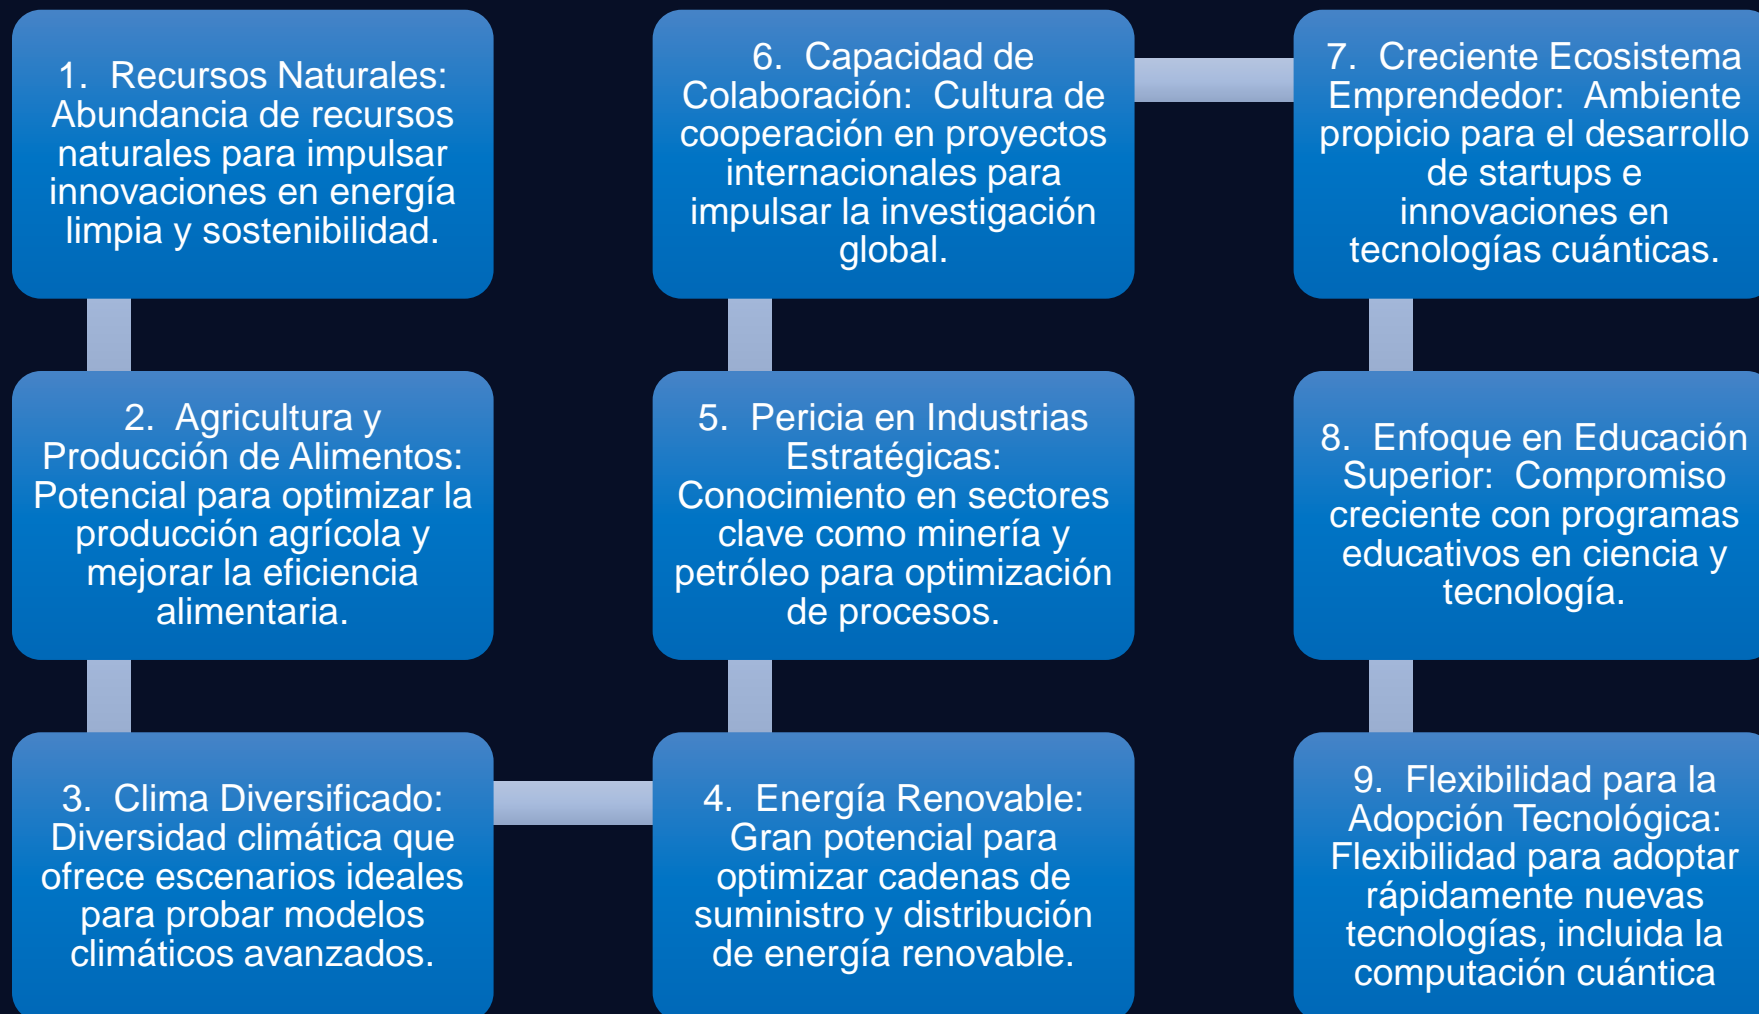 1. Recursos Naturales:
Abundancia de recursos
naturales para impulsar
innovaciones en energía
limpia y sostenibilidad.
2. Agricultura y
Producción de Alimentos:
Potencial para optimizar la
producción agrícola y
mejorar la eficiencia
alimentaria.
3. Clima Diversificado:
Diversidad climática que
ofrece escenarios ideales
para probar modelos
climáticos avanzados.
4. Energía Renovable:
Gran potencial para
optimizar cadenas de
suministro y distribución
de energía renovable.
5. Pericia en Industrias
Estratégicas:
Conocimiento en sectores
clave como minería y
petróleo para optimización
de procesos.
6. Capacidad de
Colaboración: Cultura de
cooperación en proyectos
internacionales para
impulsar la investigación
global.
7. Creciente Ecosistema
Emprendedor: Ambiente
propicio para el desarrollo
de startups e
innovaciones en
tecnologías cuánticas.
8. Enfoque en Educación
Superior: Compromiso
creciente con programas
educativos en ciencia y
tecnología.
9. Flexibilidad para la
Adopción Tecnológica:
Flexibilidad para adoptar
rápidamente nuevas
tecnologías, incluida la
computación cuántica